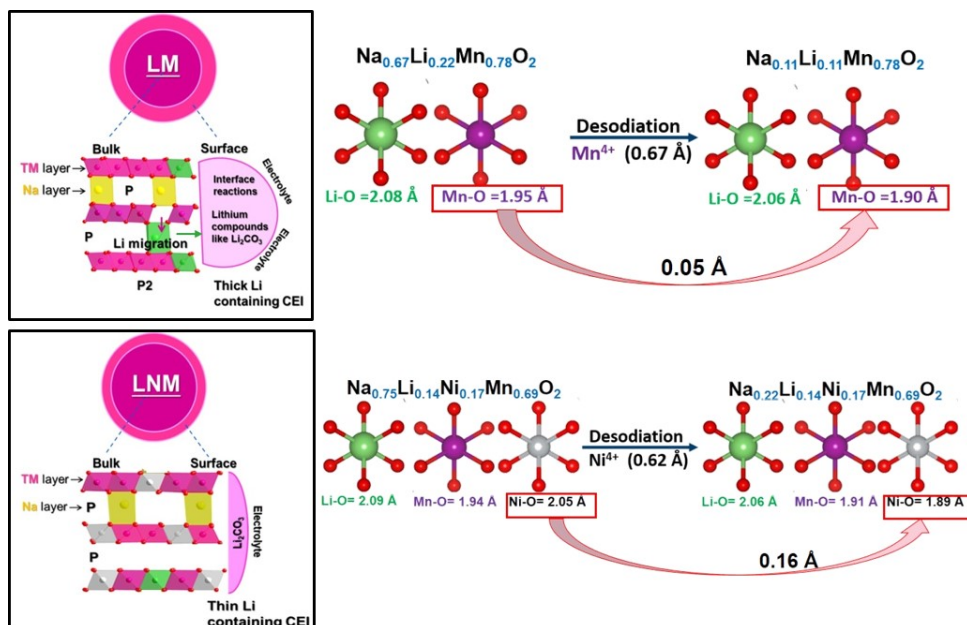 LM
Bulk
Surface
TM layer
Na layer
P
Interface
reactions
Lithium
compounds
like Li₂CO₃
Electrolyte
Electrolyte
P
Li migration
P2
Thick Li
containing CEI
Na₀.₆₇Li₀.₂₂Mn₀.₇₈O₂
Desodiation
Mn⁴⁺ (0.67 Å)
Na₀.₁₁Li₀.₁₁Mn₀.₇₈O₂
Li-O =2.08 Å
Mn-O =1.95 Å
Li-O =2.06 Å
Mn-O =1.90 Å
0.05 Å
LNM
Bulk
Surface
TM layer
Na layer
P
P
Li₂CO₃
Electrolyte
Thin Li
containing CEI
Na₀.₇₅Li₀.₁₄Ni₀.₁₇Mn₀.₆₉O₂
Desodiation
Ni⁴⁺ (0.62 Å)
Na₀.₂₂Li₀.₁₄Ni₀.₁₇Mn₀.₆₉O₂
Li-O= 2.09 Å
Mn-O= 1.94 Å
Ni-O= 2.05 Å
Li-O= 2.06 Å
Mn-O= 1.91 Å
Ni-O= 1.89 Å
0.16 Å